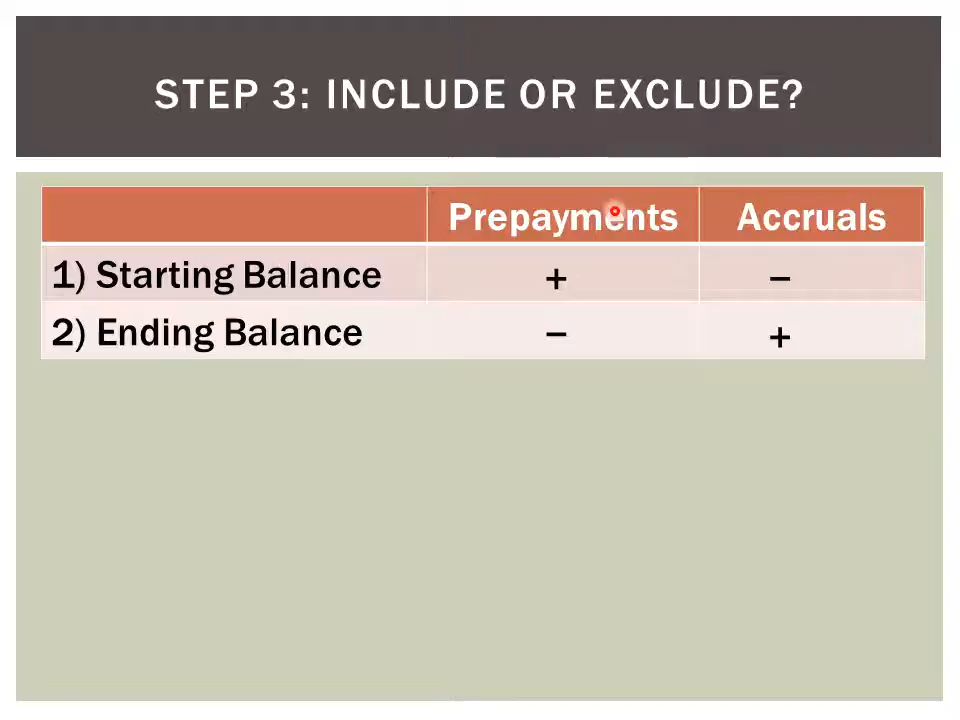 STEP 3: INCLUDE OR EXCLUDE?
Prepayments Accruals
1) Starting Balance + –
2) Ending Balance – +